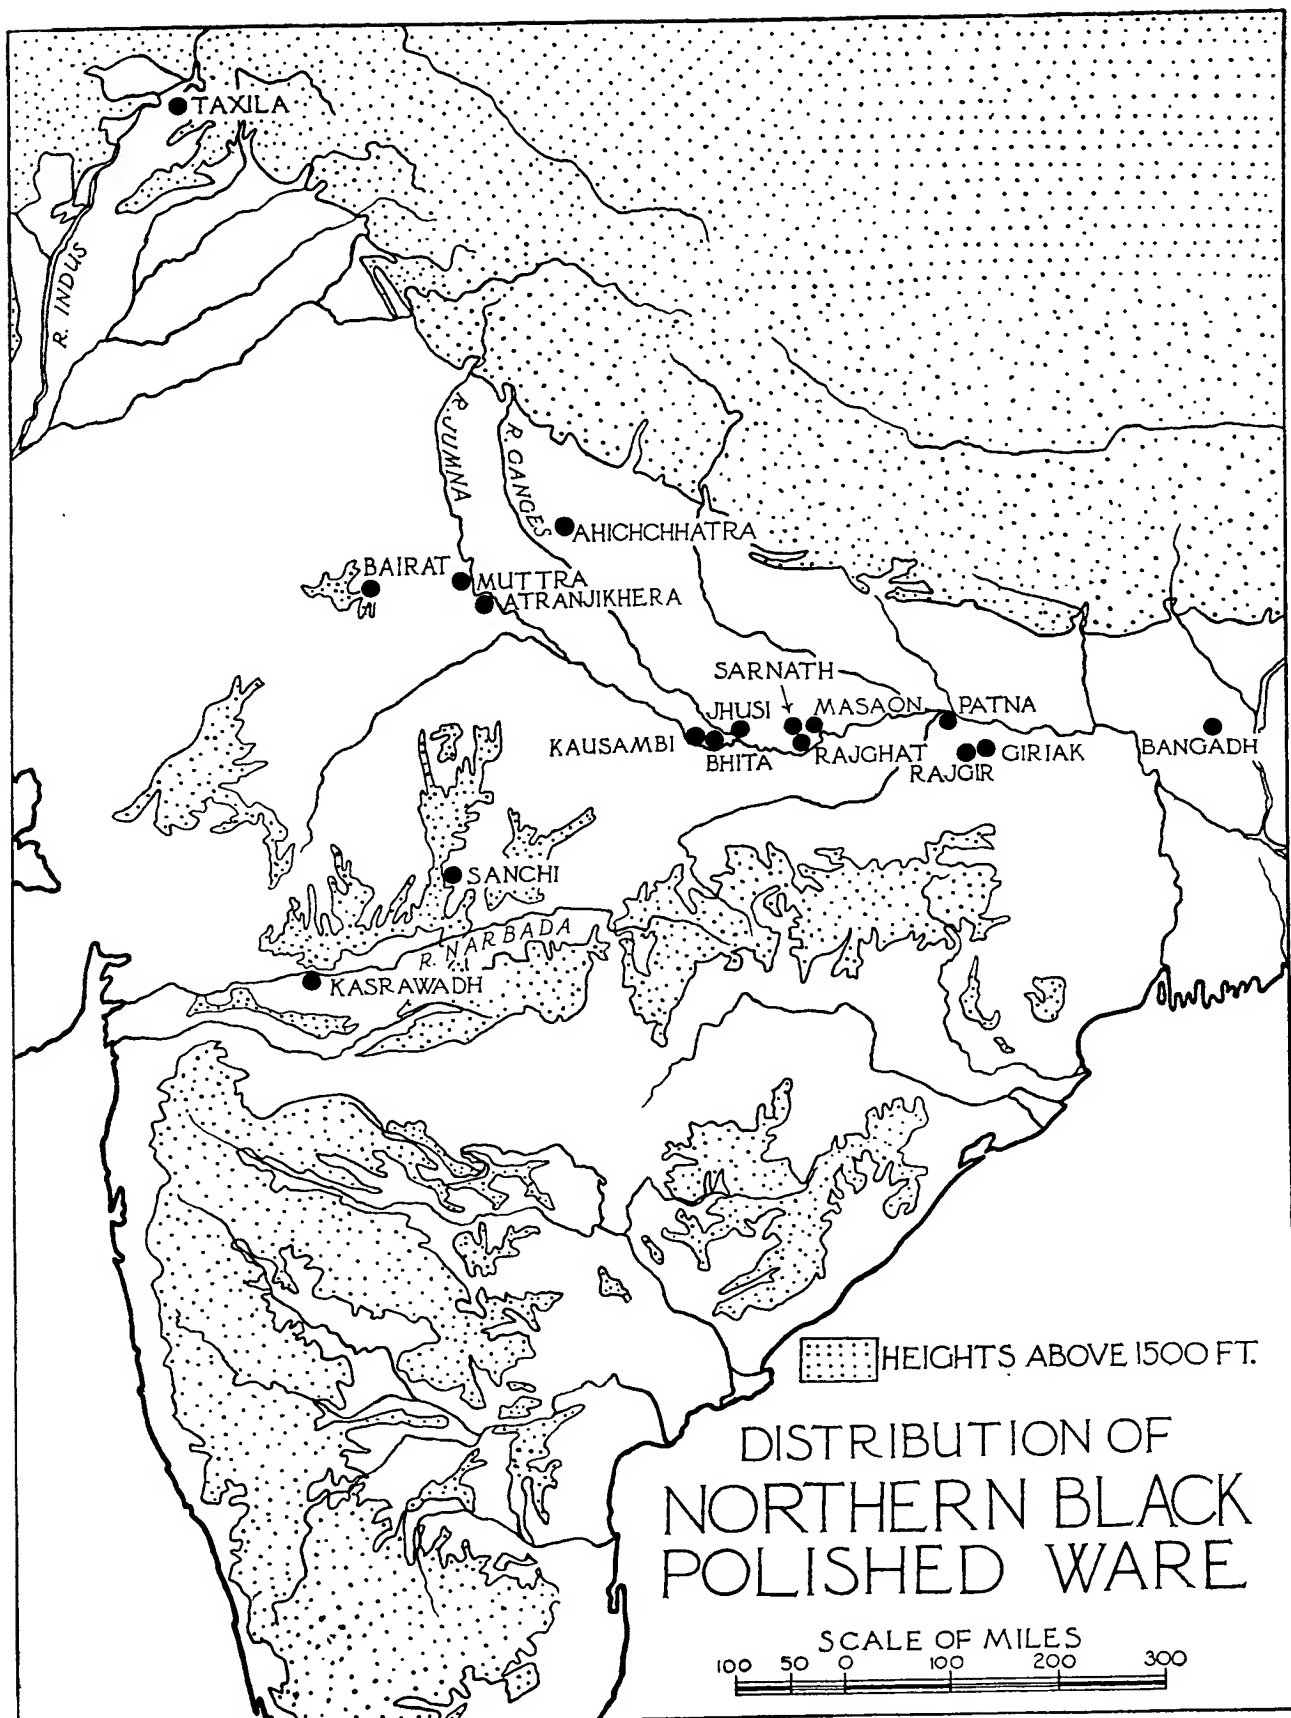 TAXILA
R. INDUS
R. JUMNA
R. GANGES
AHICHCHHATRA
BAIRAT
MUTTRA
ATRANJIKHERA
SARNATH
JHUSI
MASAON
PATNA
KAUSAMBI
BHITA
RAJGHAT
RAJGIR
GIRIAK
BANGADH
SANCHI
R. NARBADA
KASRAWADH
HEIGHTS ABOVE 1500 FT.
DISTRIBUTION OF
NORTHERN BLACK
POLISHED WARE
SCALE OF MILES
100 50 0 100 200 300